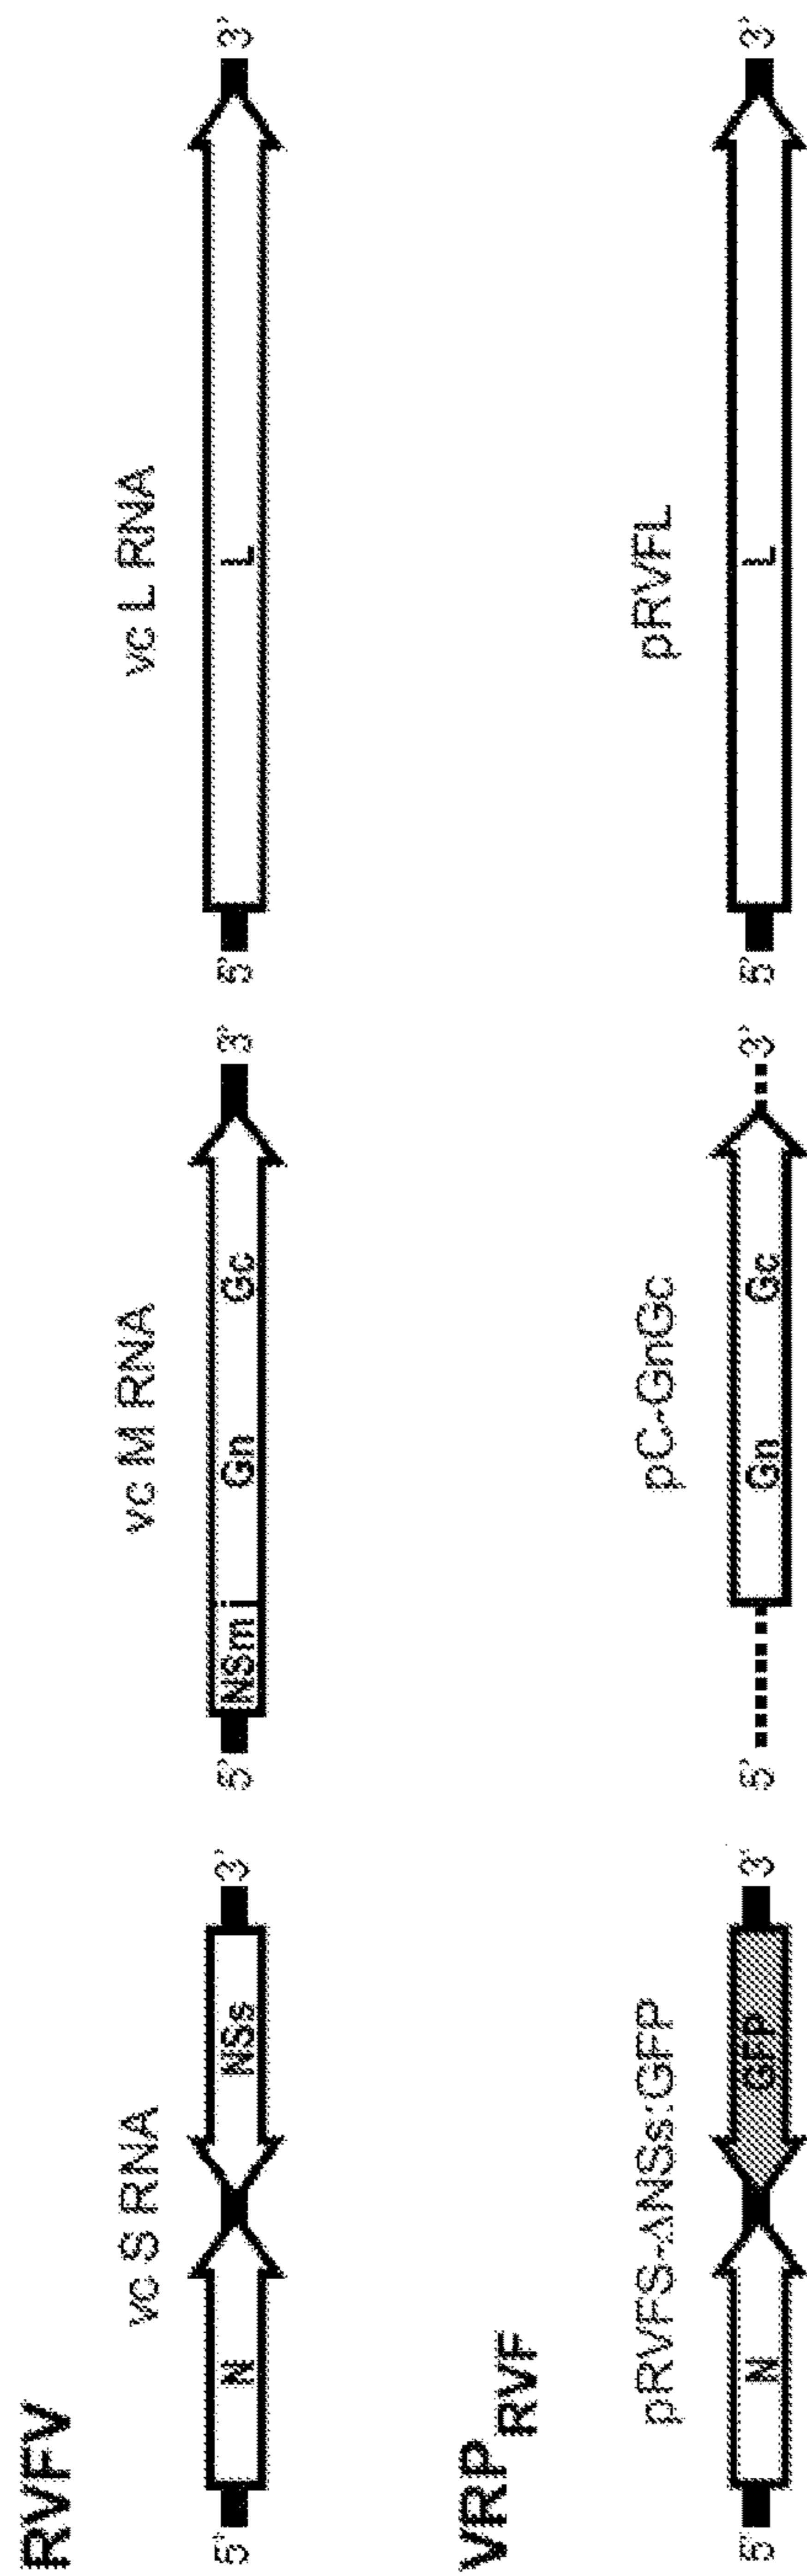 RVFV
vc S RNA
vc M RNA
vc L RNA
5' N NSs 3'
5' NSm Gn Gc 3'
5' L 3'
VRP RVF
pRVFS-ΔNSs:GFP
pC-GnGc
pRVFL
5' N GFP 3'
5' Gn Gc 3'
5' L 3'